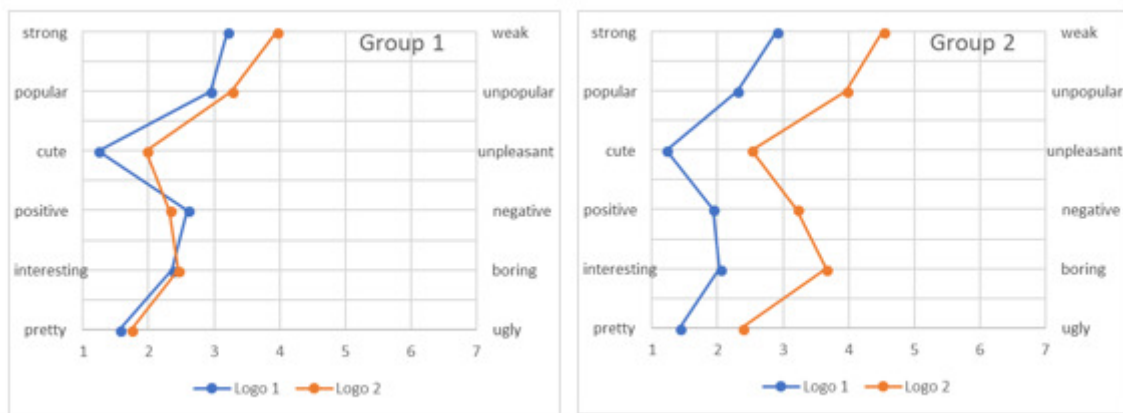 Group 1
strong weak
popular unpopular
cute unpleasant
positive negative
interesting boring
pretty ugly
1 2 3 4 5 6 7
Logo 1 Logo 2
Group 2
strong weak
popular unpopular
cute unpleasant
positive negative
interesting boring
pretty ugly
1 2 3 4 5 6 7
Logo 1 Logo 2